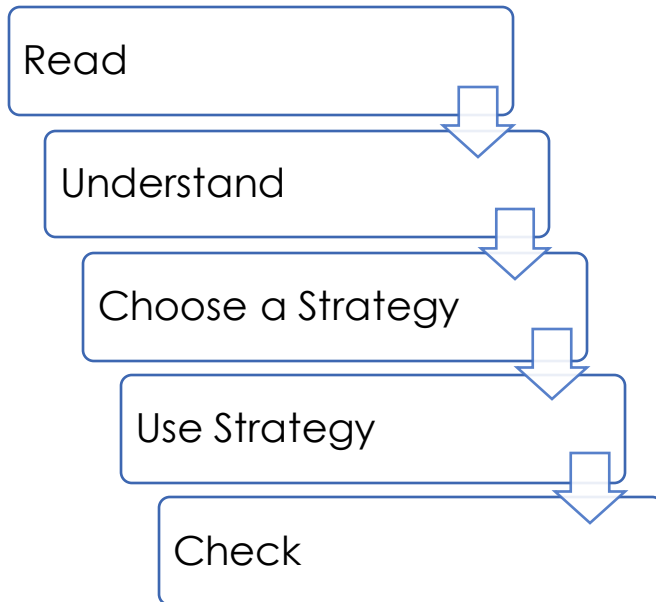 Read
Understand
Choose a Strategy
Use Strategy
Check